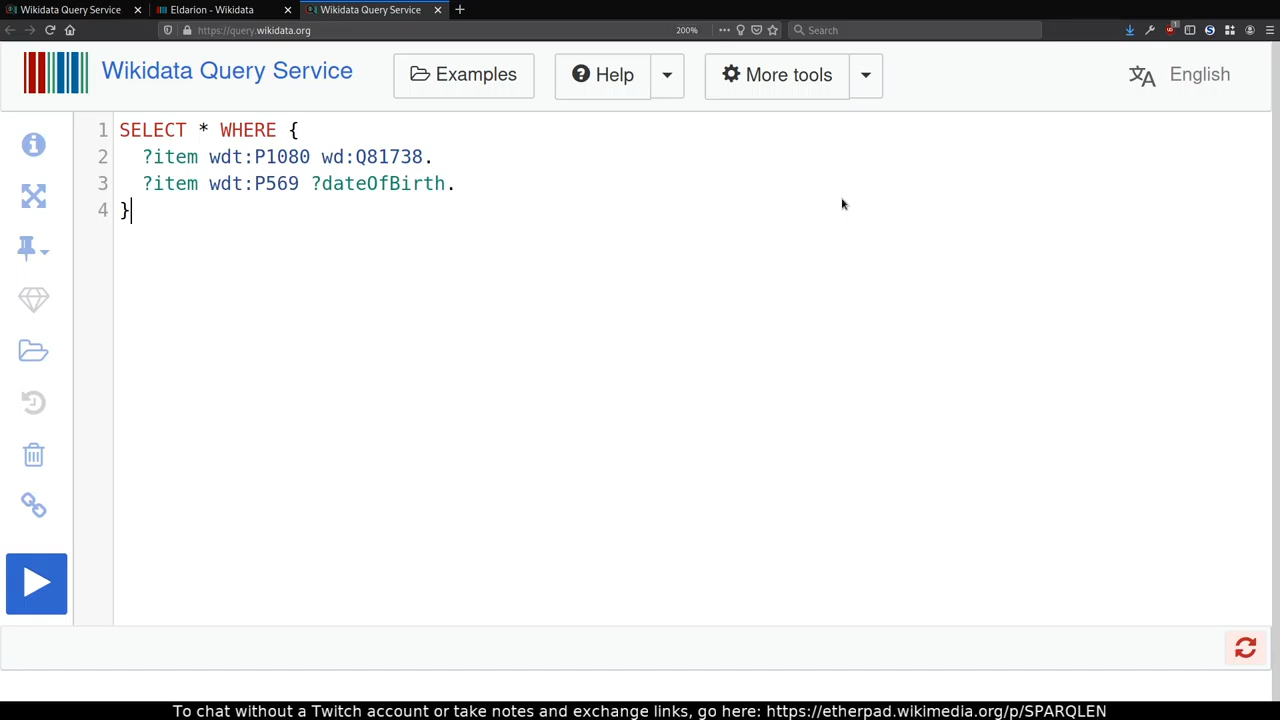 Wikidata Query Service
Eldarion - Wikidata
Wikidata Query Service
https://query.wikidata.org
200%
Search
1
Wikidata Query Service
Examples
Help
More tools
English
1 SELECT * WHERE {
2 ?item wdt:P1080 wd:Q81738.
3 ?item wdt:P569 ?dateOfBirth.
4 }
To chat without a Twitch account or take notes and exchange links, go here: https://etherpad.wikimedia.org/p/SPARQLEN